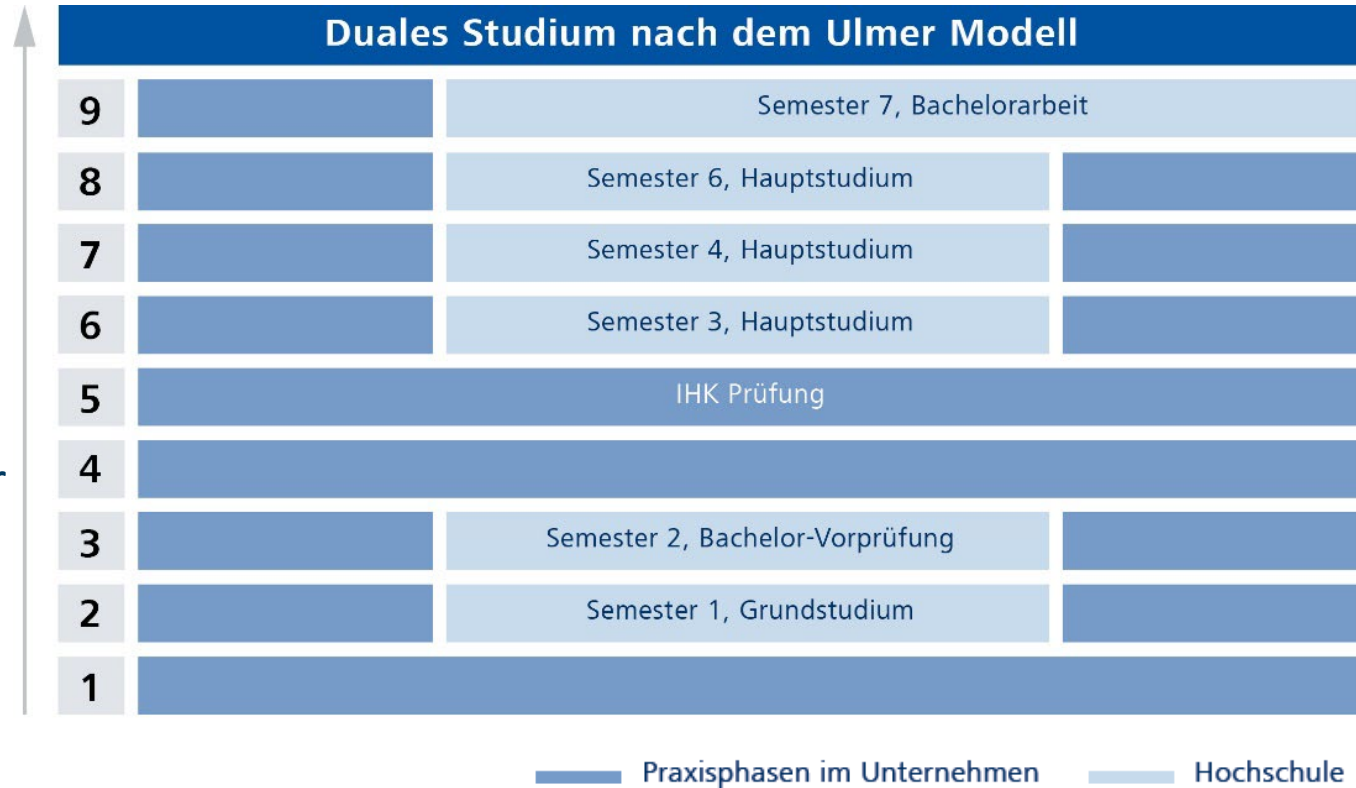 Duales Studium nach dem Ulmer Modell
9 Semester 7, Bachelorarbeit
8 Semester 6, Hauptstudium
7 Semester 4, Hauptstudium
6 Semester 3, Hauptstudium
5 IHK Prüfung
4
3 Semester 2, Bachelor-Vorprüfung
2 Semester 1, Grundstudium
1
Praxisphasen im Unternehmen Hochschule